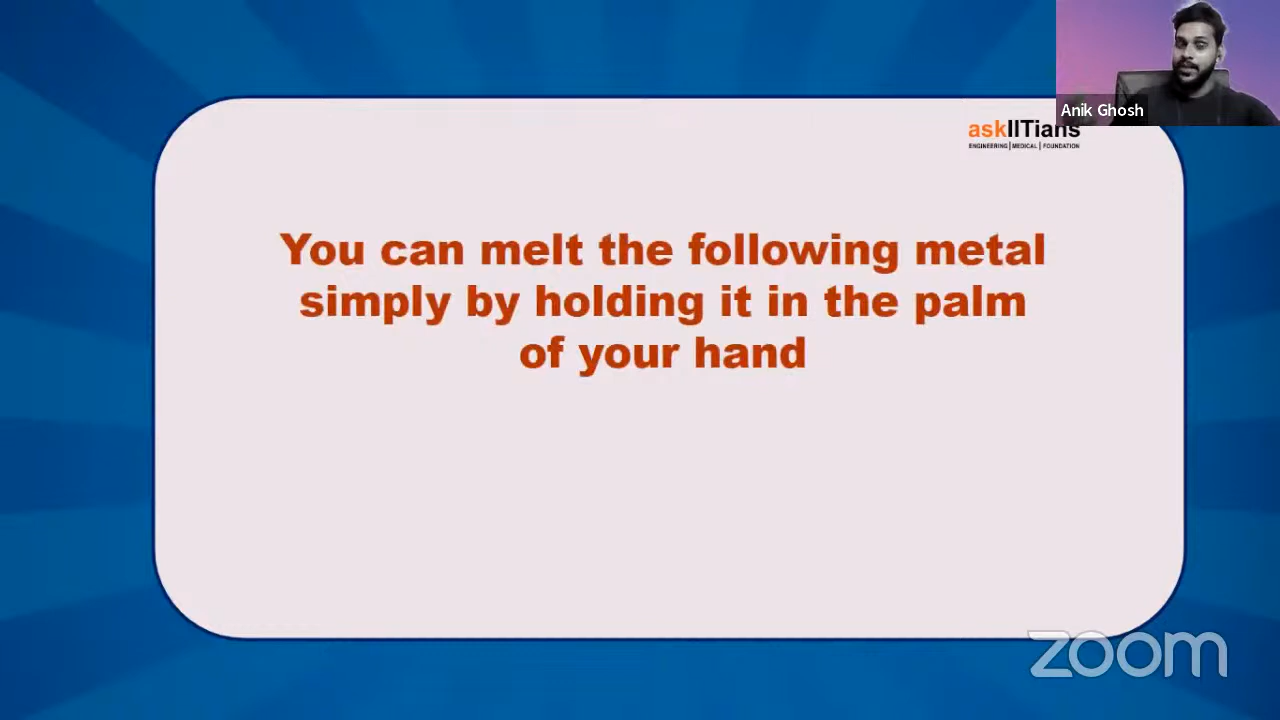 Anik Ghosh
askIITians
ENGINEERING | MEDICAL | FOUNDATION
You can melt the following metal
simply by holding it in the palm
of your hand
zoom